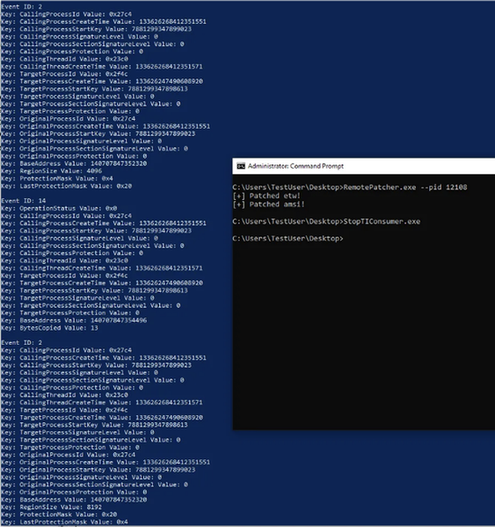 Event ID: 2
Key: CallingProcessId Value: 0x27c4
Key: CallingProcessCreateTime Value: 133626268412351551
Key: CallingProcessStartKey Value: 7881299347899023
Key: CallingProcessSignatureLevel Value: 0
Key: CallingProcessSectionSignatureLevel Value: 0
Key: CallingProcessProtection Value: 0
Key: CallingThreadId Value: 0x23c0
Key: CallingThreadCreateTime Value: 133626268412351571
Key: TargetProcessId Value: 0x2f4c
Key: TargetProcessCreateTime Value: 133626247490608920
Key: TargetProcessStartKey Value: 7881299347898613
Key: TargetProcessSignatureLevel Value: 0
Key: TargetProcessSectionSignatureLevel Value: 0
Key: TargetProcessProtection Value: 0
Key: OriginalProcessId Value: 0x27c4
Key: OriginalProcessCreateTime Value: 133626268412351551
Key: OriginalProcessStartKey Value: 7881299347899023
Key: OriginalProcessSignatureLevel Value: 0
Key: OriginalProcessSectionSignatureLevel Value: 0
Key: OriginalProcessProtection Value: 0
Key: BaseAddress Value: 140707847352320
Key: RegionSize Value: 4096
Key: ProtectionMask Value: 0x4
Key: LastProtectionMask Value: 0x20
Event ID: 14
Key: OperationStatus Value: 0x0
Key: CallingProcessId Value: 0x27c4
Key: CallingProcessCreateTime Value: 133626268412351551
Key: CallingProcessStartKey Value: 7881299347899023
Key: CallingProcessSignatureLevel Value: 0
Key: CallingProcessSectionSignatureLevel Value: 0
Key: CallingProcessProtection Value: 0
Key: CallingThreadId Value: 0x23c0
Key: CallingThreadCreateTime Value: 133626268412351571
Key: TargetProcessId Value: 0x2f4c
Key: TargetProcessCreateTime Value: 133626247490608920
Key: TargetProcessStartKey Value: 7881299347898613
Key: TargetProcessSignatureLevel Value: 0
Key: TargetProcessSectionSignatureLevel Value: 0
Key: TargetProcessProtection Value: 0
Key: BaseAddress Value: 140707847354496
Key: BytesCopied Value: 13
Event ID: 2
Key: CallingProcessId Value: 0x27c4
Key: CallingProcessCreateTime Value: 133626268412351551
Key: CallingProcessStartKey Value: 7881299347899023
Key: CallingProcessSignatureLevel Value: 0
Key: CallingProcessSectionSignatureLevel Value: 0
Key: CallingProcessProtection Value: 0
Key: CallingThreadId Value: 0x23c0
Key: CallingThreadCreateTime Value: 133626268412351571
Key: TargetProcessId Value: 0x2f4c
Key: TargetProcessCreateTime Value: 133626247490608920
Key: TargetProcessStartKey Value: 7881299347898613
Key: TargetProcessSignatureLevel Value: 0
Key: TargetProcessSectionSignatureLevel Value: 0
Key: TargetProcessProtection Value: 0
Key: OriginalProcessId Value: 0x27c4
Key: OriginalProcessCreateTime Value: 133626268412351551
Key: OriginalProcessStartKey Value: 7881299347899023
Key: OriginalProcessSignatureLevel Value: 0
Key: OriginalProcessSectionSignatureLevel Value: 0
Key: OriginalProcessProtection Value: 0
Key: BaseAddress Value: 140707847352320
Key: RegionSize Value: 8192
Key: ProtectionMask Value: 0x20
Key: LastProtectionMask Value: 0x4
Administrator: Command Prompt
C:\Users\TestUser\Desktop>RemotePatcher.exe --pid 12108
[+] Patched etw!
[+] Patched amsi!
C:\Users\TestUser\Desktop>StopTIConsumer.exe
C:\Users\TestUser\Desktop>